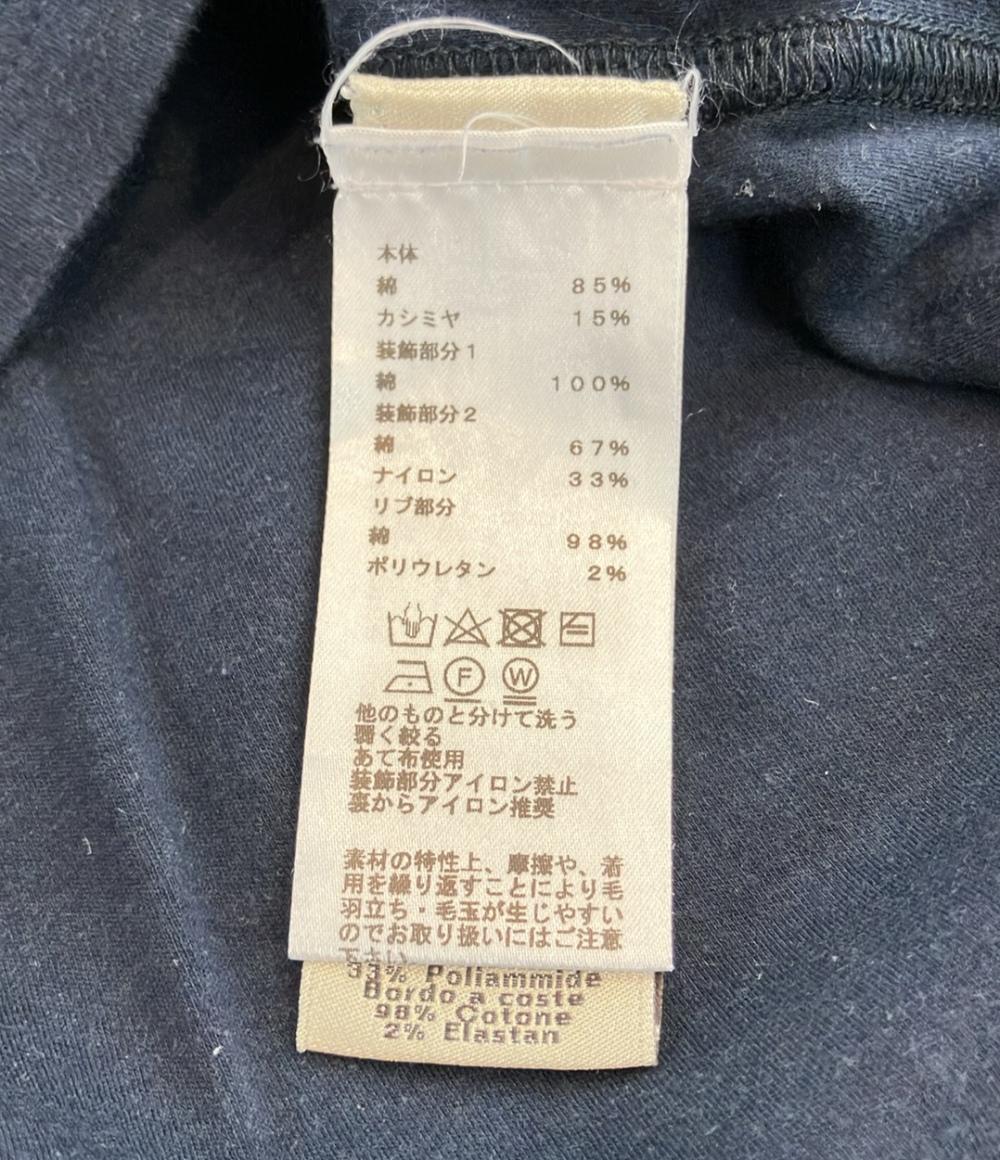 本体
綿 85%
カシミヤ 15%
装飾部分1
綿 100%
装飾部分2
綿 67%
ナイロン 33%
リブ部分
綿 98%
ポリウレタン 2%
F W
他のものと分けて洗う
弱く絞る
あて布使用
装飾部分アイロン禁止
裏からアイロン推奨
素材の特性上、摩擦や、着
用を繰り返すことにより毛
羽立ち・毛玉が生じやすい
のでお取り扱いにはご注意
下さい
33% Poliammide
Bordo a coste
98% Cotone
2% Elastan